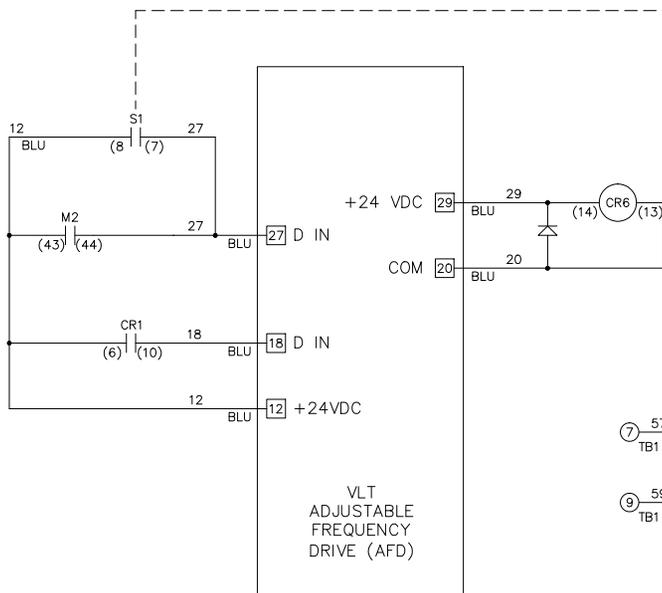 S1
12
27
BLU
(8
(7)
M2
27
(43)
(44)
BLU
27 D IN
+24 VDC 29
29
BLU
(14)
CR6
(13)
COM 20
20
BLU
CR1
18
(6)
(10)
BLU
18 D IN
12
BLU
12 +24VDC
7
57
TB1
9
59
TB1
VLT
ADJUSTABLE
FREQUENCY
DRIVE (AFD)